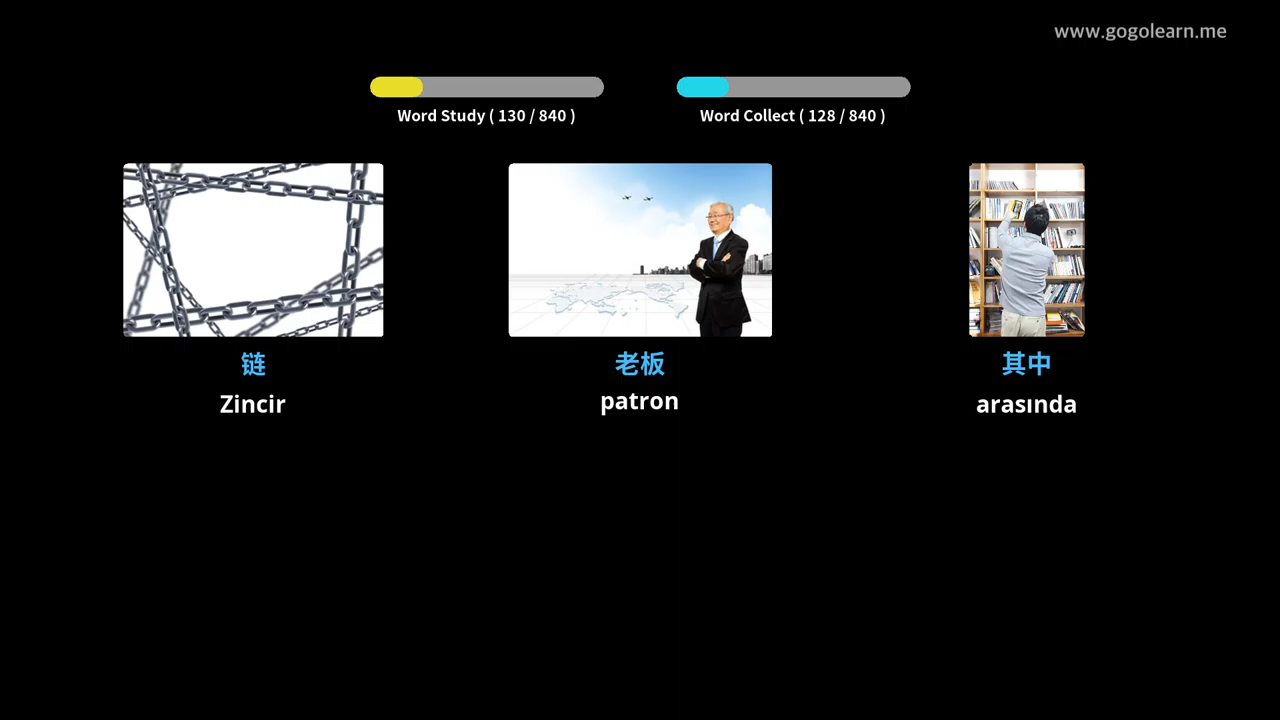 www.gogolearn.me
Word Study ( 130 / 840 )
Word Collect ( 128 / 840 )
链
老板
其中
Zincir
patron
arasında